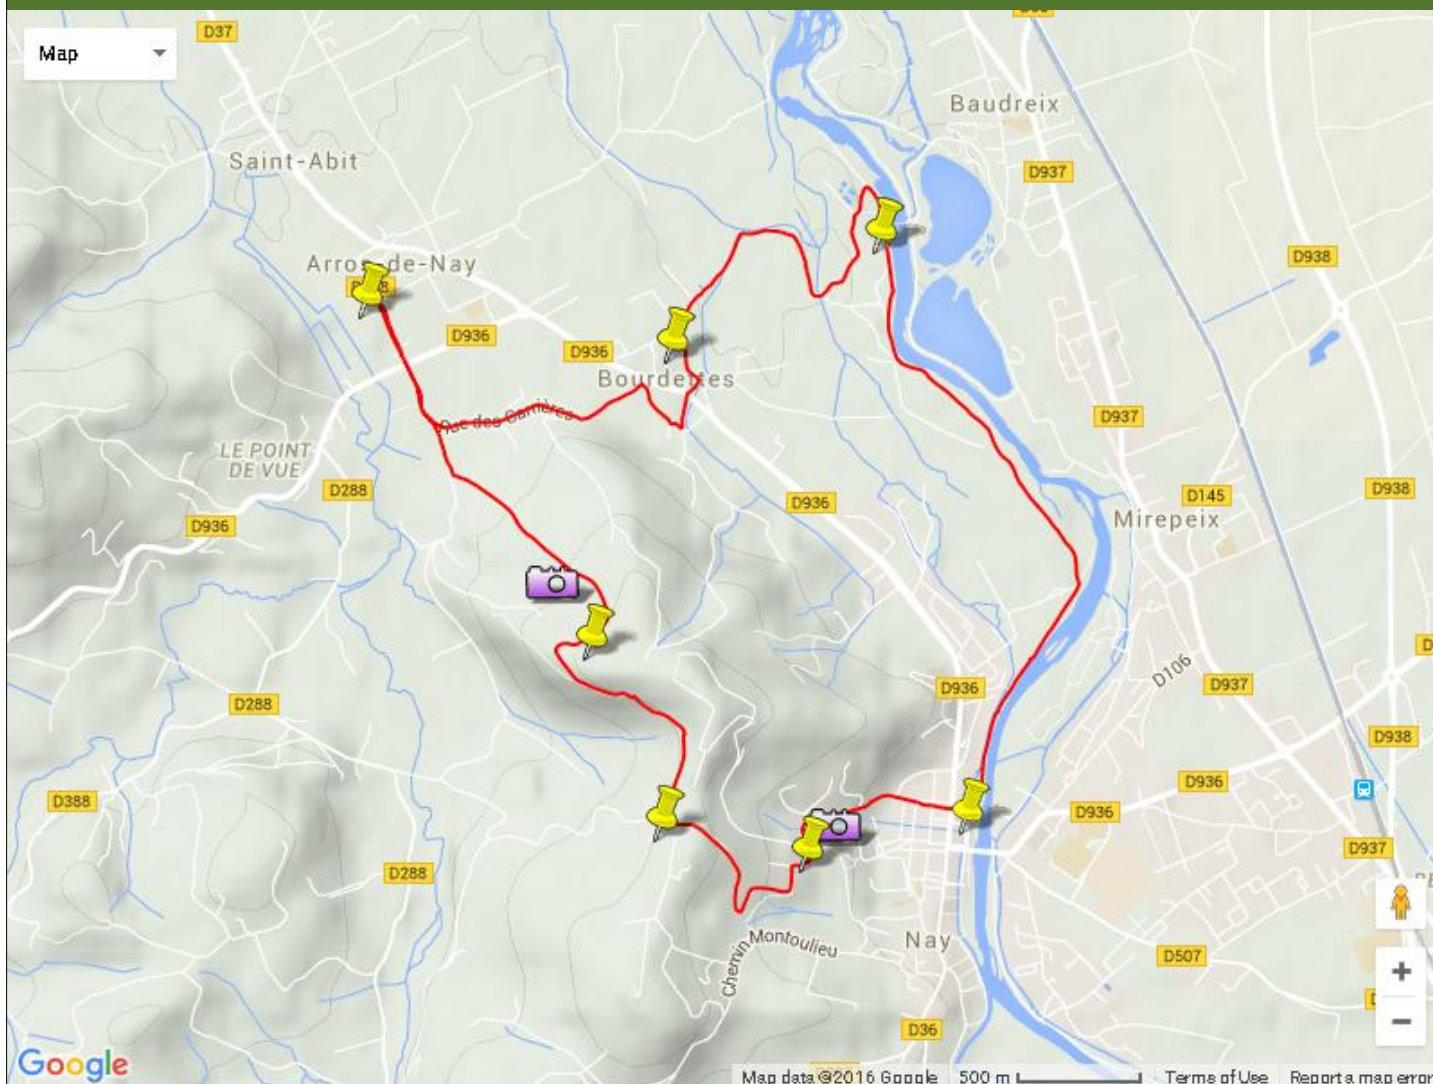 Map
D37
Baudreix
Saint-Abit
D937
D938
Arros-de-Nay
D936
D936
Bourdettes
D937
Rue des Carrières
LE POINT
DE VUE
D288
D936
D936
D145
D938
Mirepeix
D106
D936
D937
D288
D938
D936
D388
D936
D937
D288
Chemin Montoulieu
Nay
D507
D36
Google
Map data ©2016 Google
500 m
Terms of Use
Report a map error